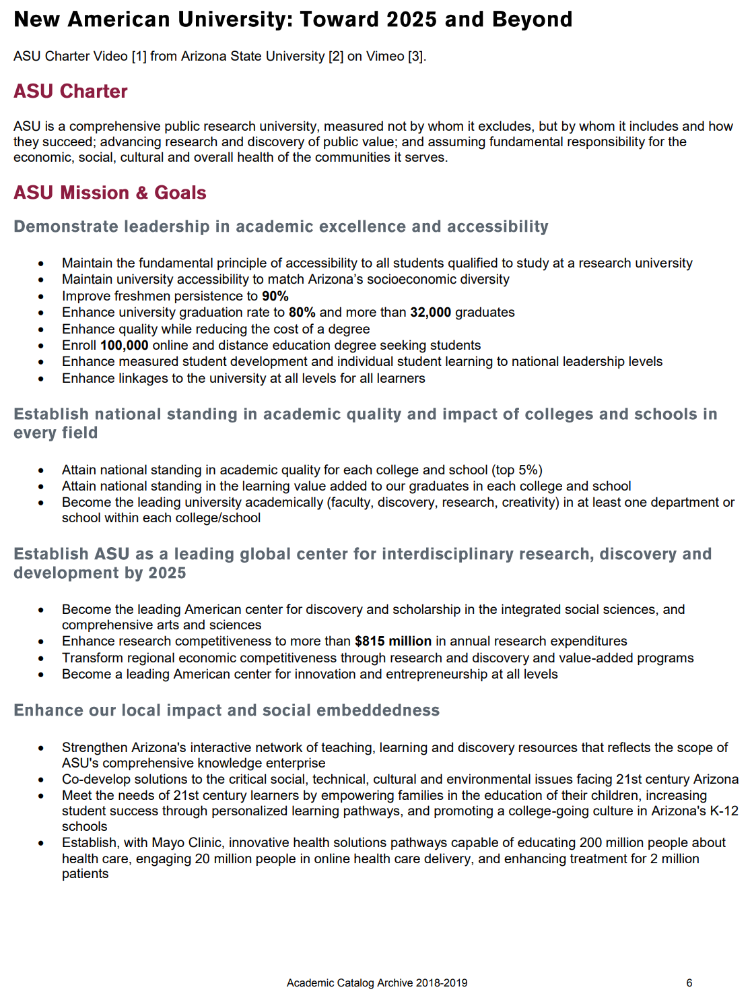 New American University: Toward 2025 and Beyond
ASU Charter Video [1] from Arizona State University [2] on Vimeo [3].
ASU Charter
ASU is a comprehensive public research university, measured not by whom it excludes, but by whom it includes and how
they succeed; advancing research and discovery of public value; and assuming fundamental responsibility for the
economic, social, cultural and overall health of the communities it serves.
ASU Mission & Goals
Demonstrate leadership in academic excellence and accessibility
• Maintain the fundamental principle of accessibility to all students qualified to study at a research university
• Maintain university accessibility to match Arizona’s socioeconomic diversity
• Improve freshmen persistence to 90%
• Enhance university graduation rate to 80% and more than 32,000 graduates
• Enhance quality while reducing the cost of a degree
• Enroll 100,000 online and distance education degree seeking students
• Enhance measured student development and individual student learning to national leadership levels
• Enhance linkages to the university at all levels for all learners
Establish national standing in academic quality and impact of colleges and schools in
every field
• Attain national standing in academic quality for each college and school (top 5%)
• Attain national standing in the learning value added to our graduates in each college and school
• Become the leading university academically (faculty, discovery, research, creativity) in at least one department or
school within each college/school
Establish ASU as a leading global center for interdisciplinary research, discovery and
development by 2025
• Become the leading American center for discovery and scholarship in the integrated social sciences, and
comprehensive arts and sciences
• Enhance research competitiveness to more than $815 million in annual research expenditures
• Transform regional economic competitiveness through research and discovery and value-added programs
• Become a leading American center for innovation and entrepreneurship at all levels
Enhance our local impact and social embeddedness
• Strengthen Arizona's interactive network of teaching, learning and discovery resources that reflects the scope of
ASU's comprehensive knowledge enterprise
• Co-develop solutions to the critical social, technical, cultural and environmental issues facing 21st century Arizona
• Meet the needs of 21st century learners by empowering families in the education of their children, increasing
student success through personalized learning pathways, and promoting a college-going culture in Arizona's K-12
schools
• Establish, with Mayo Clinic, innovative health solutions pathways capable of educating 200 million people about
health care, engaging 20 million people in online health care delivery, and enhancing treatment for 2 million
patients
Academic Catalog Archive 2018-2019 6